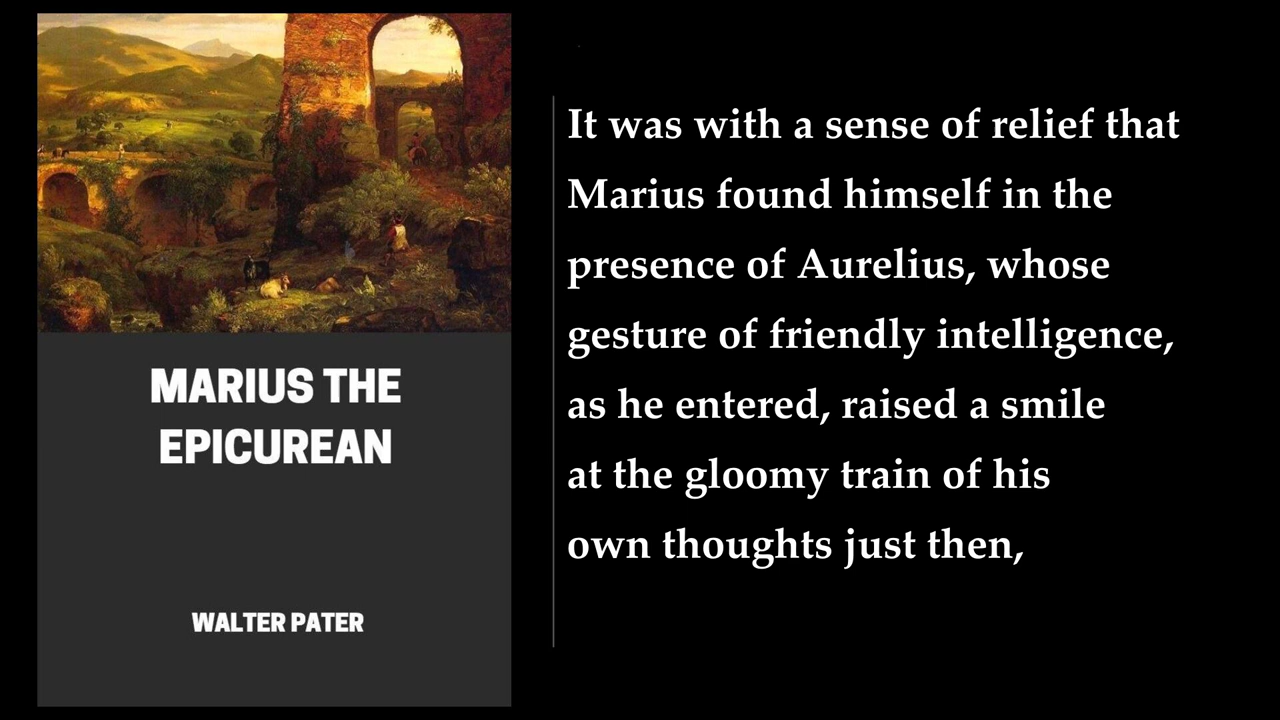 MARIUS THE
EPICUREAN
WALTER PATER
It was with a sense of relief that
Marius found himself in the
presence of Aurelius, whose
gesture of friendly intelligence,
as he entered, raised a smile
at the gloomy train of his
own thoughts just then,